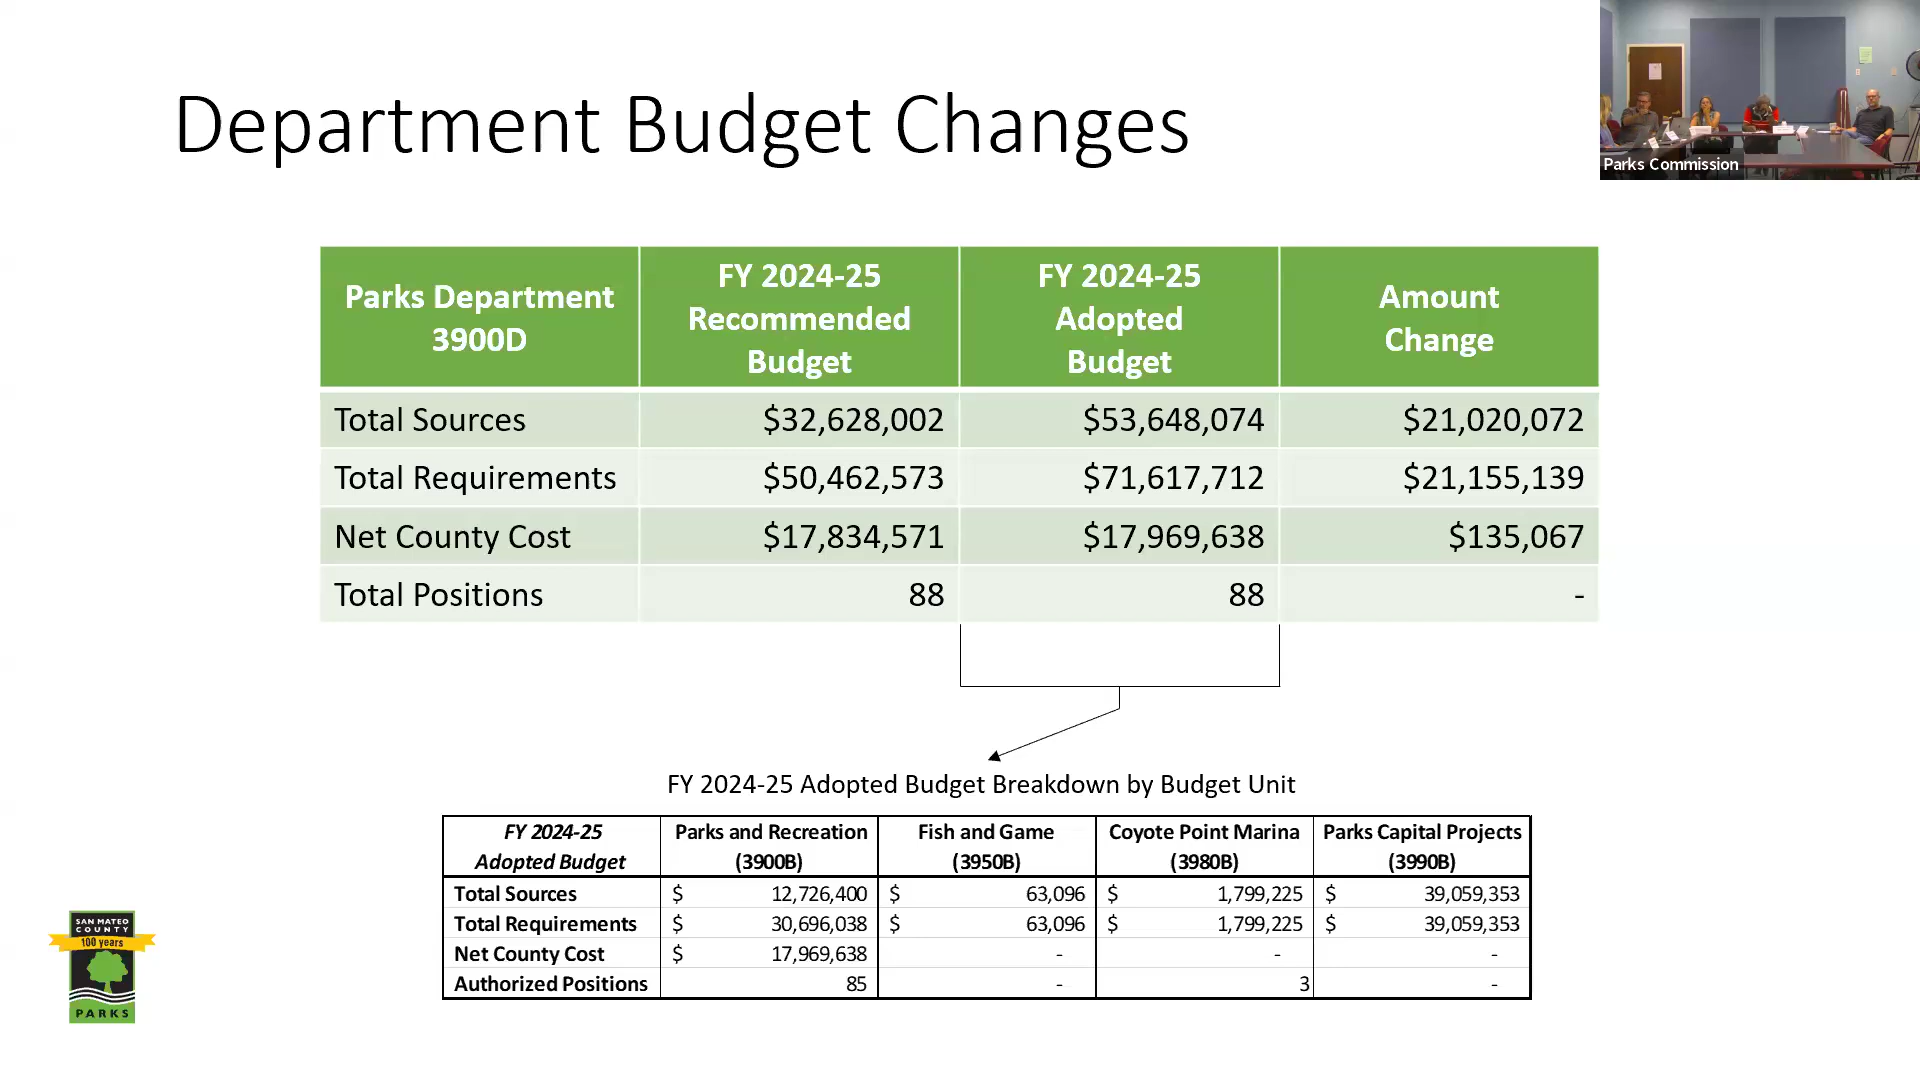 Department Budget Changes
Parks Commission
Parks Department
3900D
FY 2024-25
Recommended
Budget
FY 2024-25
Adopted
Budget
Amount
Change
Total Sources $32,628,002 $53,648,074 $21,020,072
Total Requirements $50,462,573 $71,617,712 $21,155,139
Net County Cost $17,834,571 $17,969,638 $135,067
Total Positions 88 88 -
FY 2024-25 Adopted Budget Breakdown by Budget Unit
FY 2024-25
Adopted Budget
Parks and Recreation
(3900B)
Fish and Game
(3950B)
Coyote Point Marina
(3980B)
Parks Capital Projects
(3990B)
Total Sources $ 12,726,400 $ 63,096 $ 1,799,225 $ 39,059,353
Total Requirements $ 30,696,038 $ 63,096 $ 1,799,225 $ 39,059,353
Net County Cost $ 17,969,638 - - -
Authorized Positions 85 - 3 -
SAN MATEO
COUNTY
100 years
PARKS